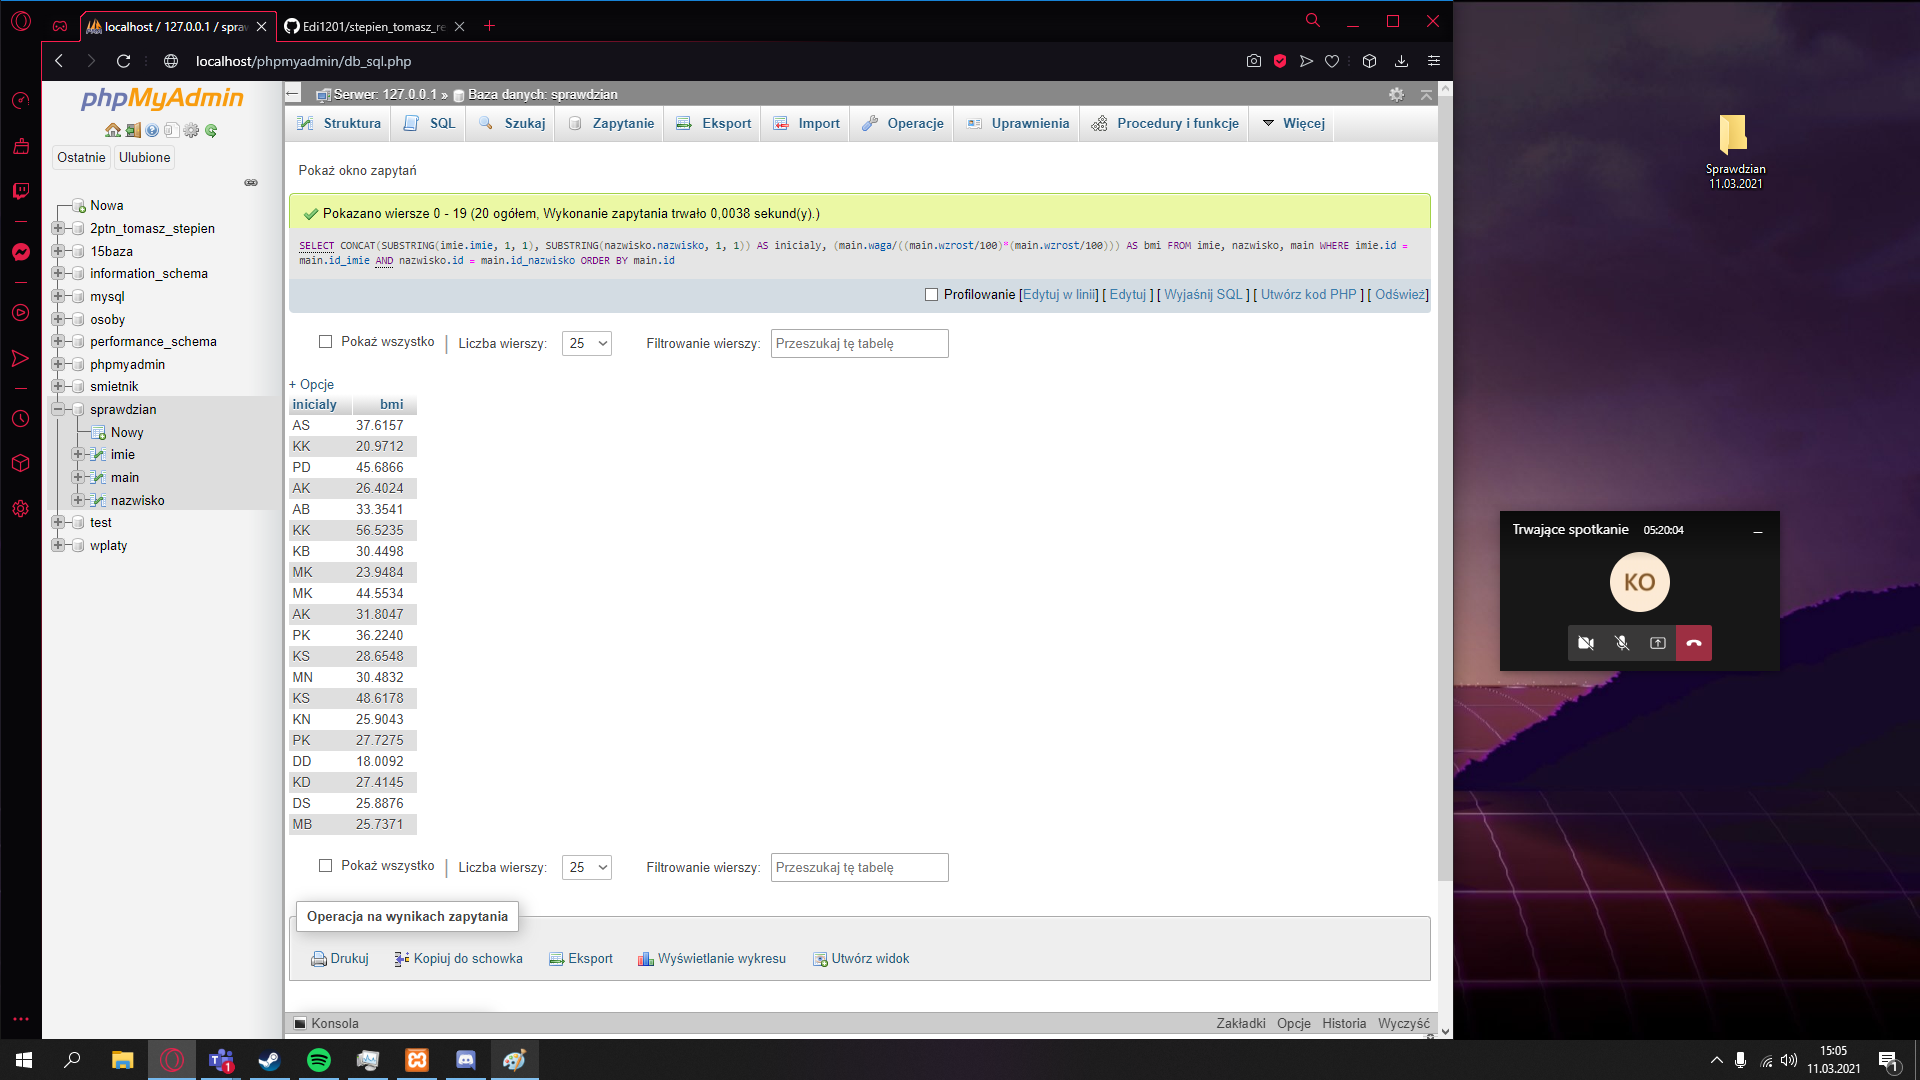 localhost / 127.0.0.1 / spraw
Edi1201/stepien_tomasz_re
localhost/phpmyadmin/db_sql.php
phpMyAdmin
Ostatnie
Ulubione
Nowa
2ptn_tomasz_stepien
15baza
information_schema
mysql
osoby
performance_schema
phpmyadmin
smietnik
sprawdzian
Nowy
imie
main
nazwisko
test
wplaty
Serwer: 127.0.0.1 » Baza danych: sprawdzian
Struktura SQL Szukaj Zapytanie Eksport Import Operacje Uprawnienia Procedury i funkcje Więcej
Pokaż okno zapytań
Pokazano wiersze 0 - 19 (20 ogółem, Wykonanie zapytania trwało 0,0038 sekund(y).)
SELECT CONCAT(SUBSTRING(imie.imie, 1, 1), SUBSTRING(nazwisko.nazwisko, 1, 1)) AS inicialy, (main.waga/((main.wzrost/100)*(main.wzrost/100))) AS bmi FROM imie, nazwisko, main WHERE imie.id =
main.id_imie AND nazwisko.id = main.id_nazwisko ORDER BY main.id
Profilowanie [Edytuj w linii] [ Edytuj ] [ Wyjaśnij SQL ] [ Utwórz kod PHP ] [ Odśwież]
Pokaż wszystko | Liczba wierszy: 25 Filtrowanie wierszy: Przeszukaj tę tabelę
+ Opcje
inicialy bmi
AS 37.6157
KK 20.9712
PD 45.6866
AK 26.4024
AB 33.3541
KK 56.5235
KB 30.4498
MK 23.9484
MK 44.5534
AK 31.8047
PK 36.2240
KS 28.6548
MN 30.4832
KS 48.6178
KN 25.9043
PK 27.7275
DD 18.0092
KD 27.4145
DS 25.8876
MB 25.7371
Pokaż wszystko | Liczba wierszy: 25 Filtrowanie wierszy: Przeszukaj tę tabelę
Operacja na wynikach zapytania
Drukuj Kopiuj do schowka Eksport Wyświetlanie wykresu Utwórz widok
Konsola
Zakładki Opcje Historia Wyczyść
Sprawdzian
11.03.2021
Trwające spotkanie 05:20:04
KO
15:05
11.03.2021
1
1